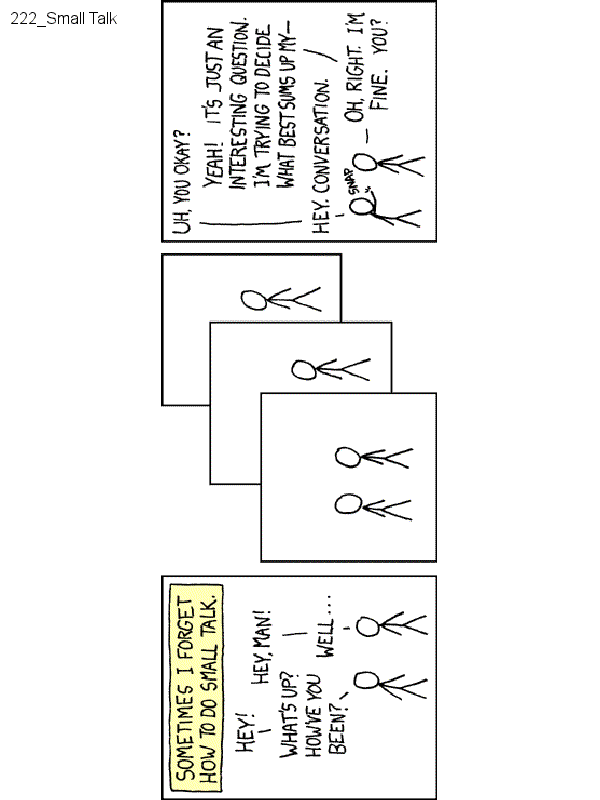 222_Small Talk
SOMETIMES I FORGET
HOW TO DO SMALL TALK.
HEY!
HEY, MAN!
WHAT'S UP?
HOW'VE YOU
BEEN?
WELL...
UH, YOU OKAY?
YEAH! IT'S JUST AN
INTERESTING QUESTION.
I'M TRYING TO DECIDE
WHAT BEST SUMS UP MY—
HEY. CONVERSATION.
SNAP
OH, RIGHT. I'M
FINE. YOU?